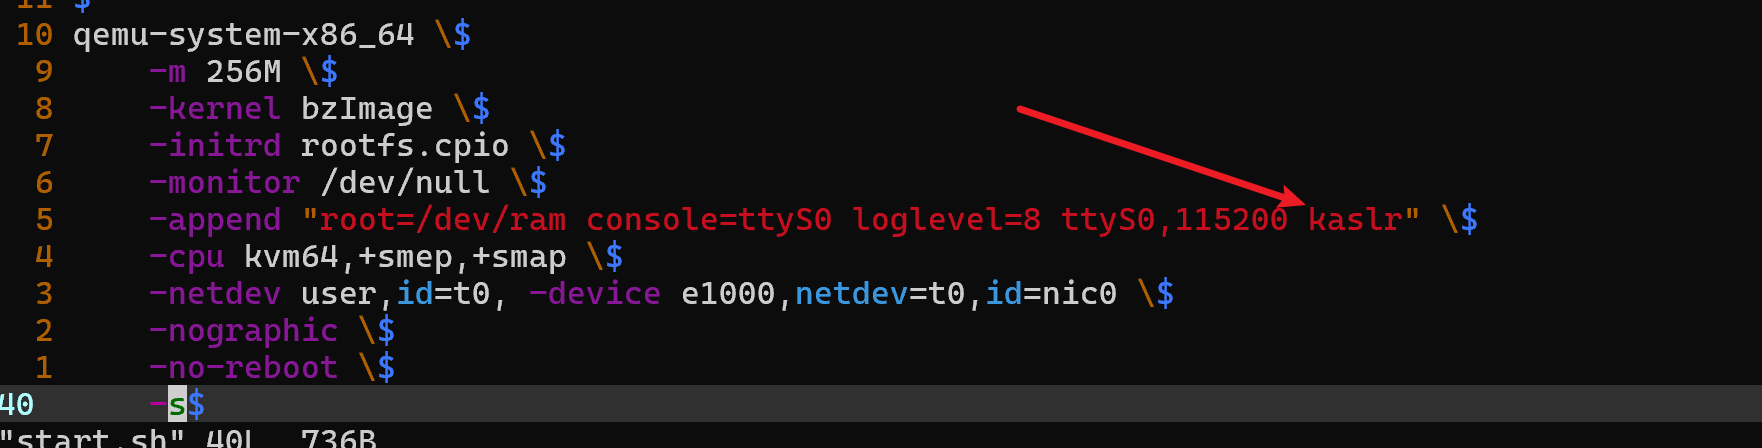 11 $
10 qemu-system-x86_64 \$
9 -m 256M \$
8 -kernel bzImage \$
7 -initrd rootfs.cpio \$
6 -monitor /dev/null \$
5 -append "root=/dev/ram console=ttyS0 loglevel=8 ttyS0,115200 kaslr" \$
4 -cpu kvm64,+smep,+smap \$
3 -netdev user,id=t0, -device e1000,netdev=t0,id=nic0 \$
2 -nographic \$
1 -no-reboot \$
40 -s$
"start.sh" 40L, 736B